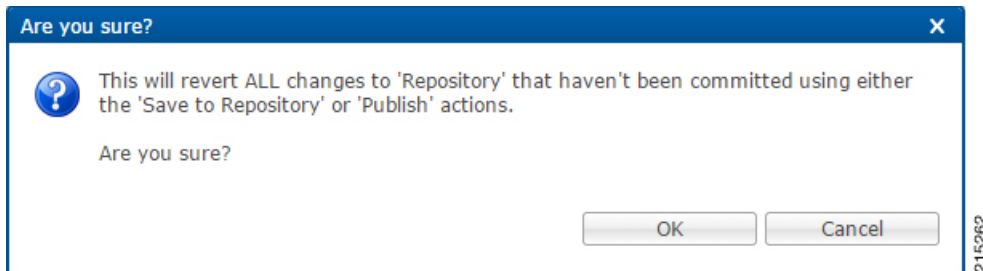 Are you sure?
X
This will revert ALL changes to 'Repository' that haven't been committed using either
the 'Save to Repository' or 'Publish' actions.
Are you sure?
OK
Cancel
215262